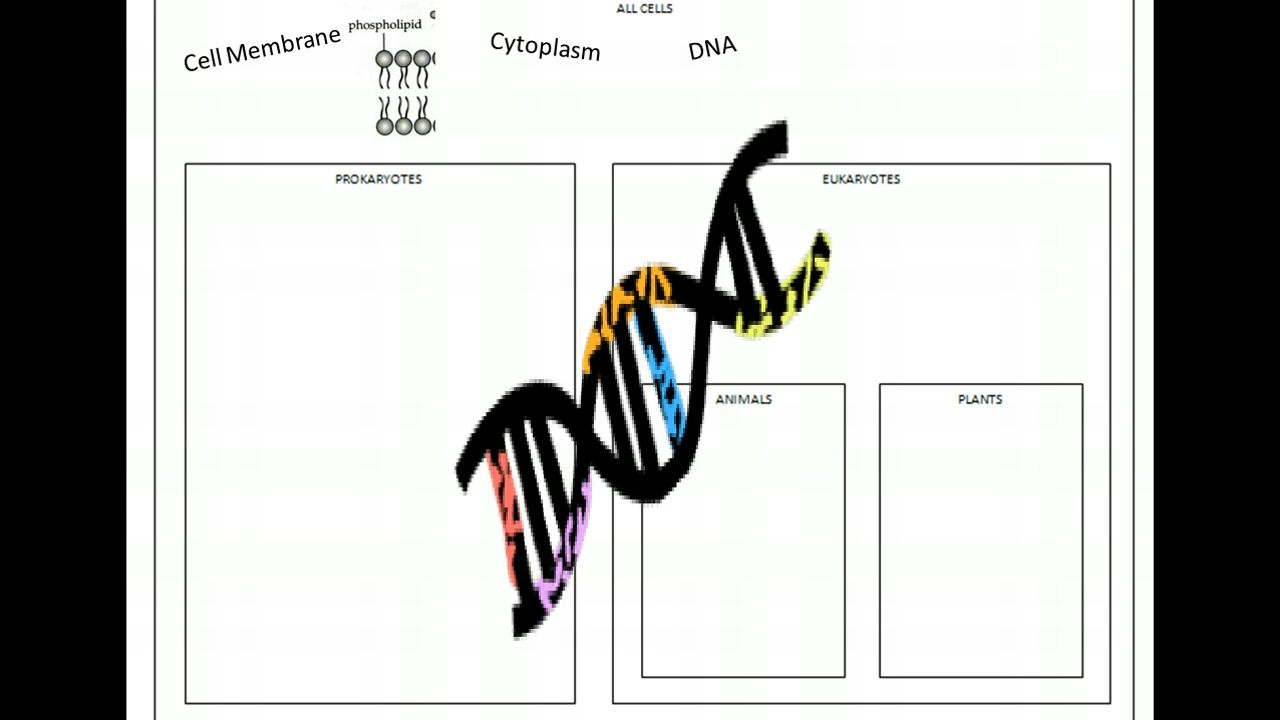 ALL CELLS
phospholipid
Cell Membrane
Cytoplasm
DNA
PROKARYOTES
EUKARYOTES
ANIMALS
PLANTS